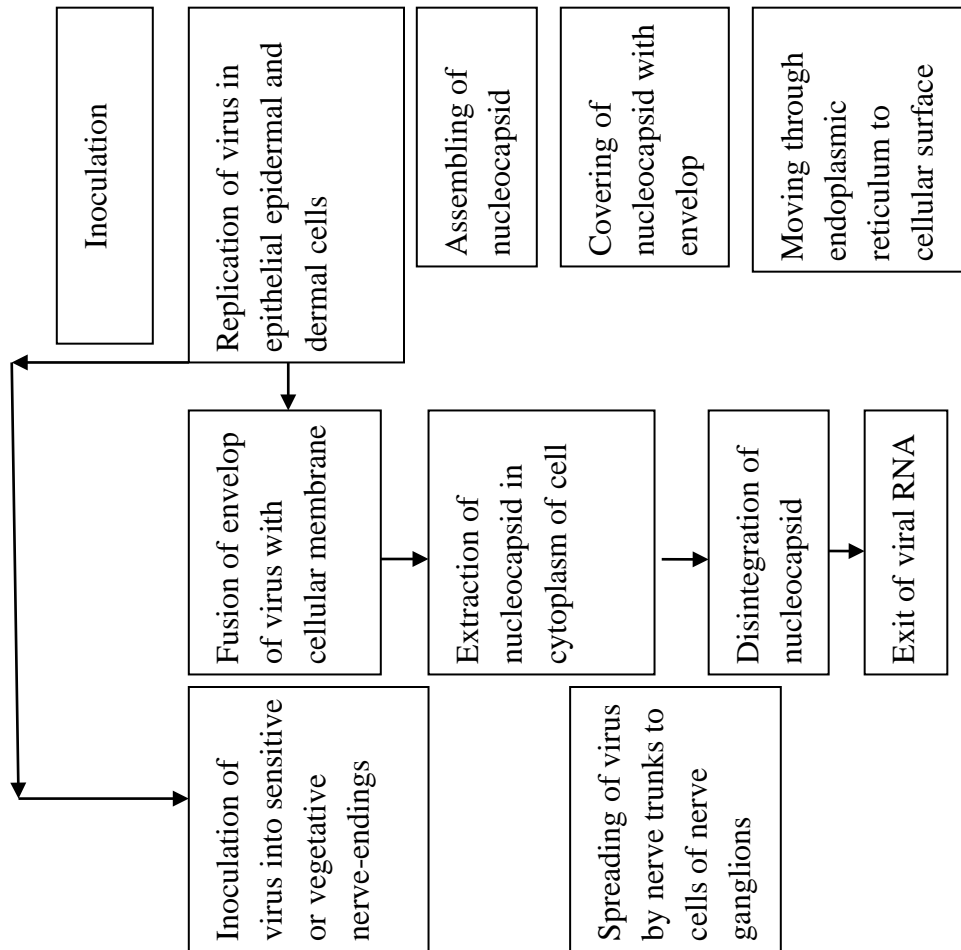 Inoculation
Inoculation of
virus into sensitive
or vegetative
nerve-endings
Fusion of envelop
of virus with
cellular membrane
Replication of virus in
epithelial epidermal and
dermal cells
Spreading of virus
by nerve trunks to
cells of nerve
ganglions
Extraction of
nucleocapsid in
cytoplasm of cell
Assembling of
nucleocapsid
Covering of
nucleocapsid with
envelop
Disintegration of
nucleocapsid
Moving through
endoplasmic
reticulum to
cellular surface
Exit of viral RNA